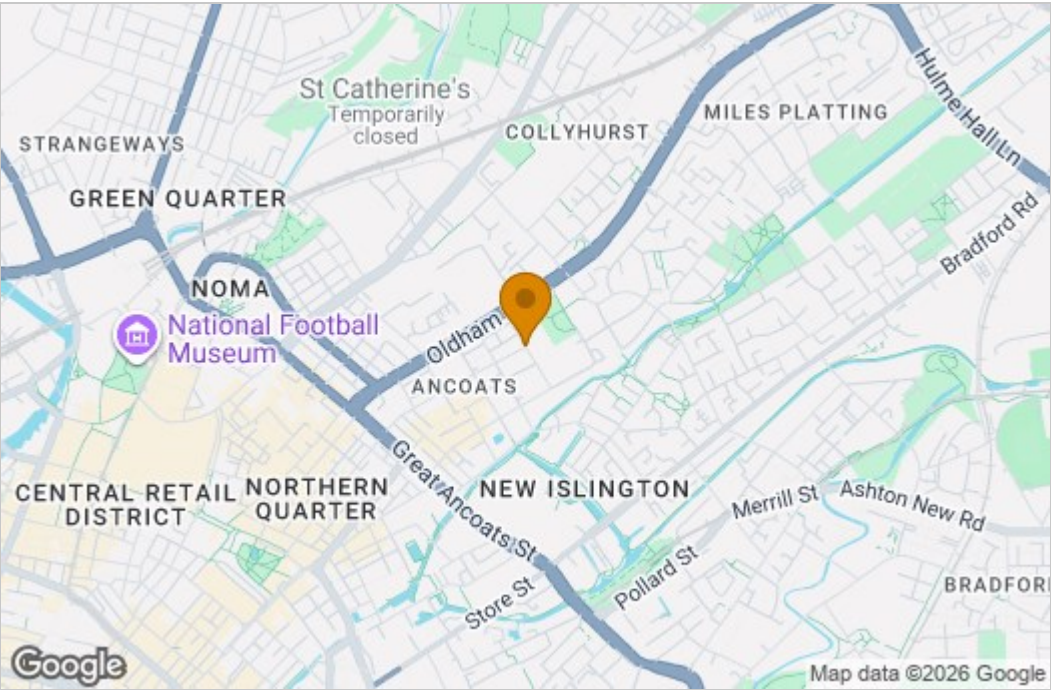 St Catherine's
Temporarily
closed
MILES PLATTING
Hulme Hall Ln
COLLYHURST
STRANGEWAYS
GREEN QUARTER
Bradford Rd
NOMA
National Football
Museum
Oldham
ANCOATS
Great Ancoats St
CENTRAL RETAIL
DISTRICT
NORTHERN
QUARTER
NEW ISLINGTON
Merrill St
Ashton New Rd
Pollard St
Store St
BRADFOR
Google
Map data ©2026 Google